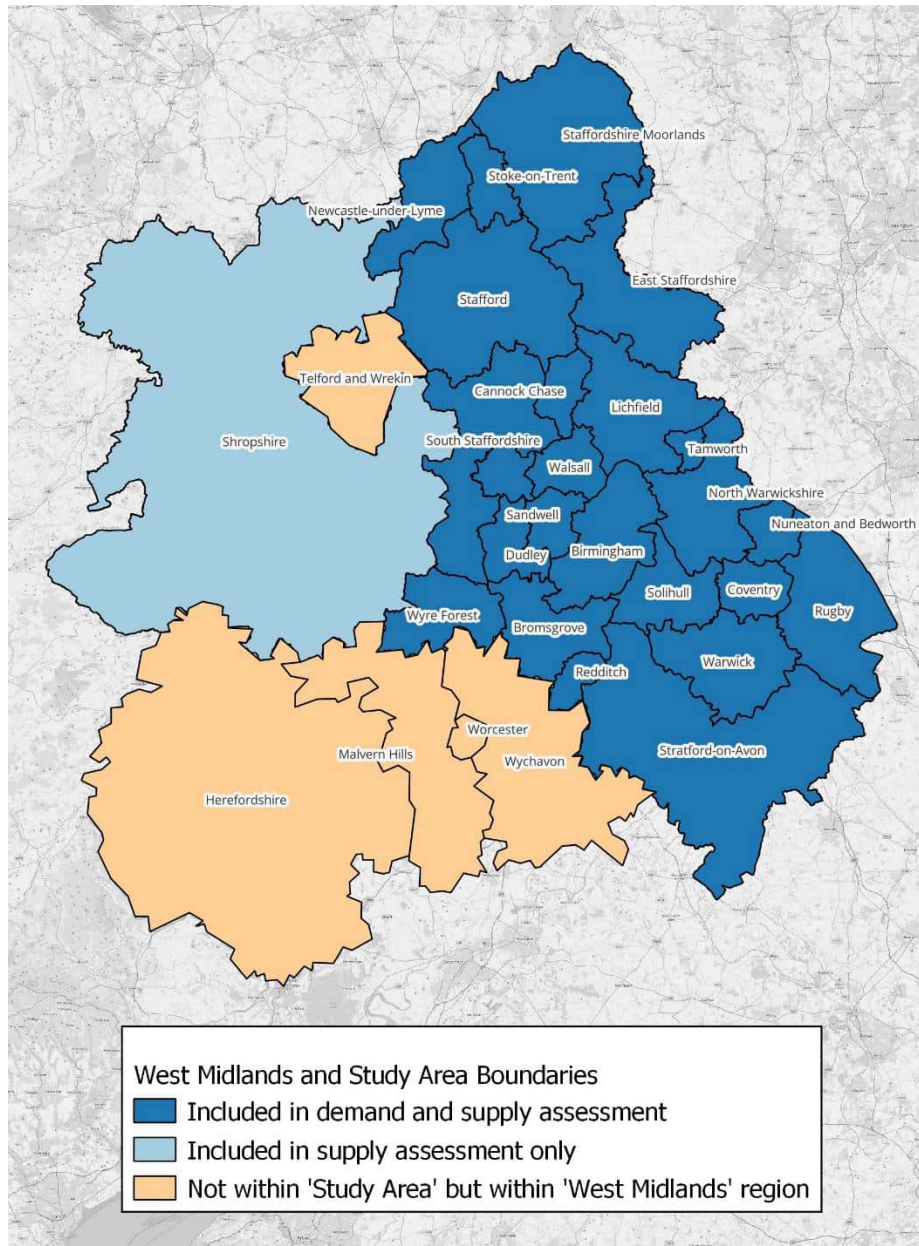 Staffordshire Moorlands
Stoke-on-Trent
Newcastle-under-Lyme
East Staffordshire
Stafford
Telford and Wrekin
Cannock Chase
Lichfield
Shropshire
South Staffordshire
Tamworth
Walsall
North Warwickshire
Sandwell
Nuneaton and Bedworth
Dudley
Birmingham
Solihull
Coventry
Rugby
Wyre Forest
Bromsgrove
Warwick
Redditch
Worcester
Stratford-on-Avon
Malvern Hills
Wychavon
Herefordshire
West Midlands and Study Area Boundaries
Included in demand and supply assessment
Included in supply assessment only
Not within 'Study Area' but within 'West Midlands' region